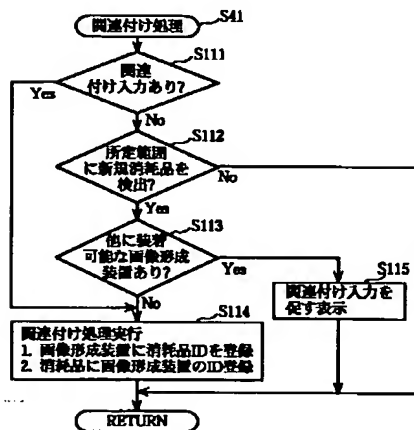 関連付け処理
S41
S111
関連
付け入力あり?
Yes
No
S112
所定範囲
に新規消耗品を
検出?
No
Yes
S113
他に装着
可能な画像形成
装置あり?
Yes
No
S115
関連付け入力を
促す表示
S114
関連付け処理実行
1. 画像形成装置に消耗品IDを登録
2. 消耗品に画像形成装置のID登録
RETURN